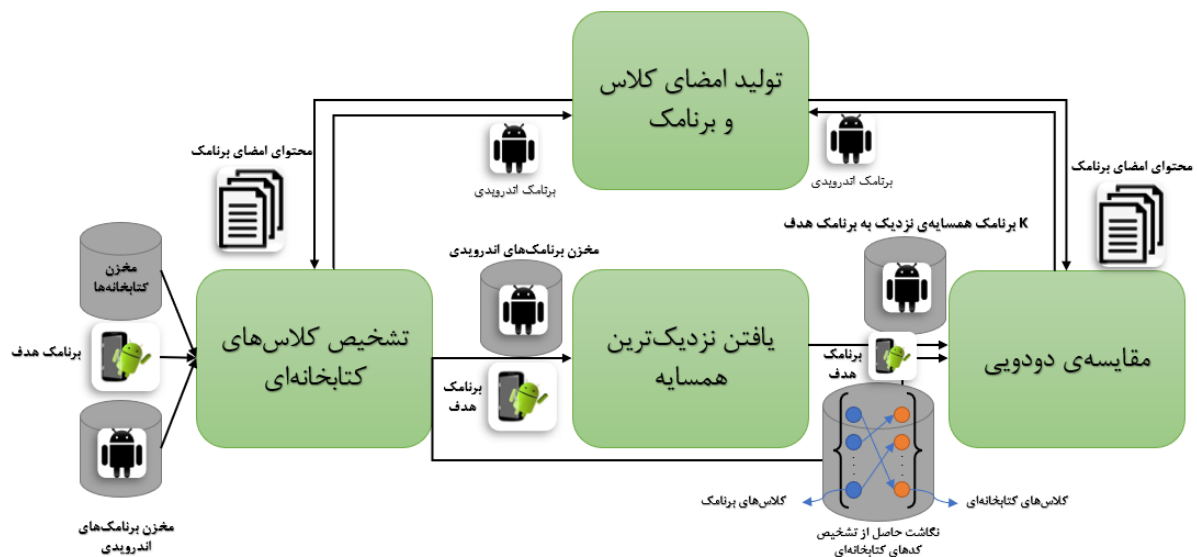 تولید امضای کلاس
و برنامک
محتوای امضای برنامک
برنامک اندرویدی
برنامک اندرویدی
محتوای امضای برنامک
K برنامک همسایه‌ی نزدیک به برنامک هدف
مخزن برنامک‌های اندرویدی
مخزن
کتابخانه‌ها
برنامک هدف
تشخیص کلاس‌های
کتابخانه‌ای
برنامک
هدف
یافتن نزدیک‌ترین
همسایه
برنامک
هدف
مقایسه‌ی دودویی
مخزن برنامک‌های
اندرویدی
کلاس‌های برنامک
کلاس‌های کتابخانه‌ای
نگاشت حاصل از تشخیص
کدهای کتابخانه‌ای